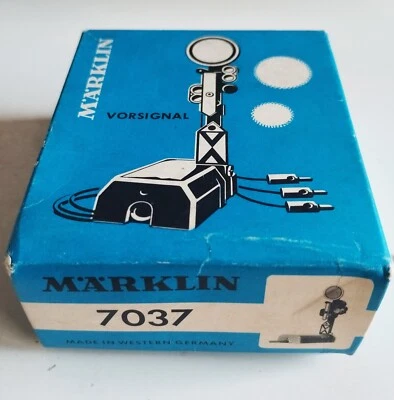 MÄRKLIN
VORSIGNAL
MÄRKLIN
7037
MADE IN WESTERN GERMANY